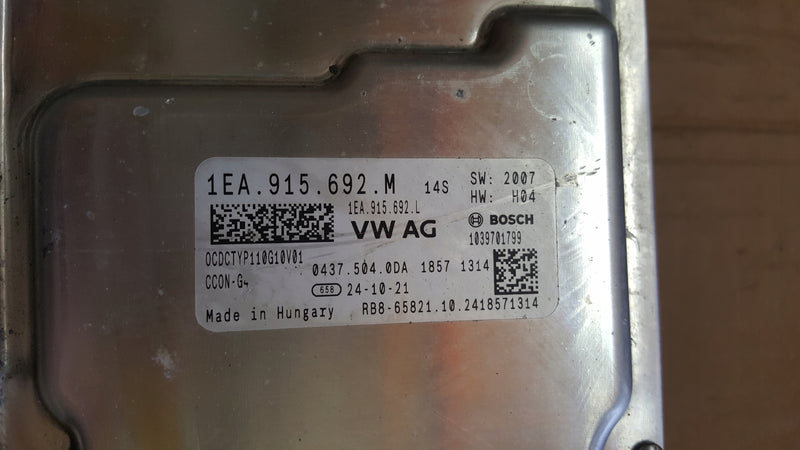 1EA.915.692.M 14S SW: 2007
HW: H04
1EA.915.692.L
VW AG BOSCH
1039701799
OCDCTYP110G10V01
CCON-G4 0437.504.0DA 1857 1314
658 24-10-21
Made in Hungary RB8-65821.10.2418571314